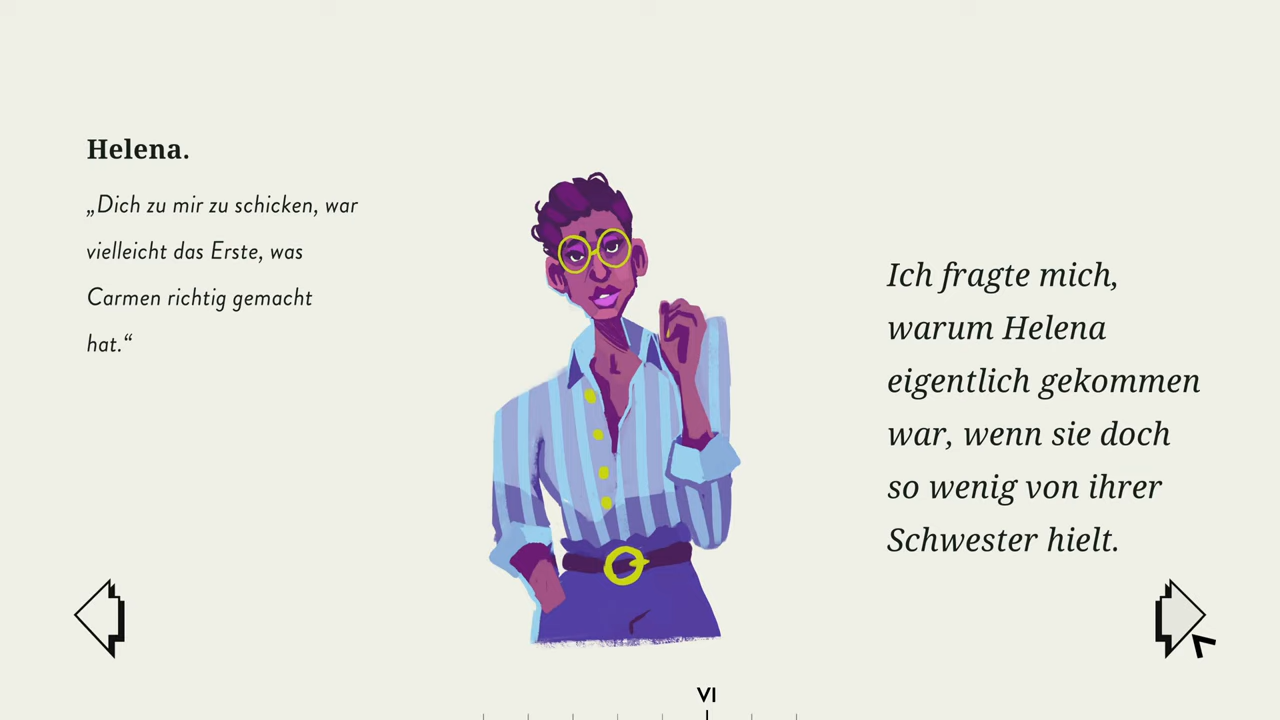 Helena.
„Dich zu mir zu schicken, war
vielleicht das Erste, was
Carmen richtig gemacht
hat.“
Ich fragte mich,
warum Helena
eigentlich gekommen
war, wenn sie doch
so wenig von ihrer
Schwester hielt.
VI